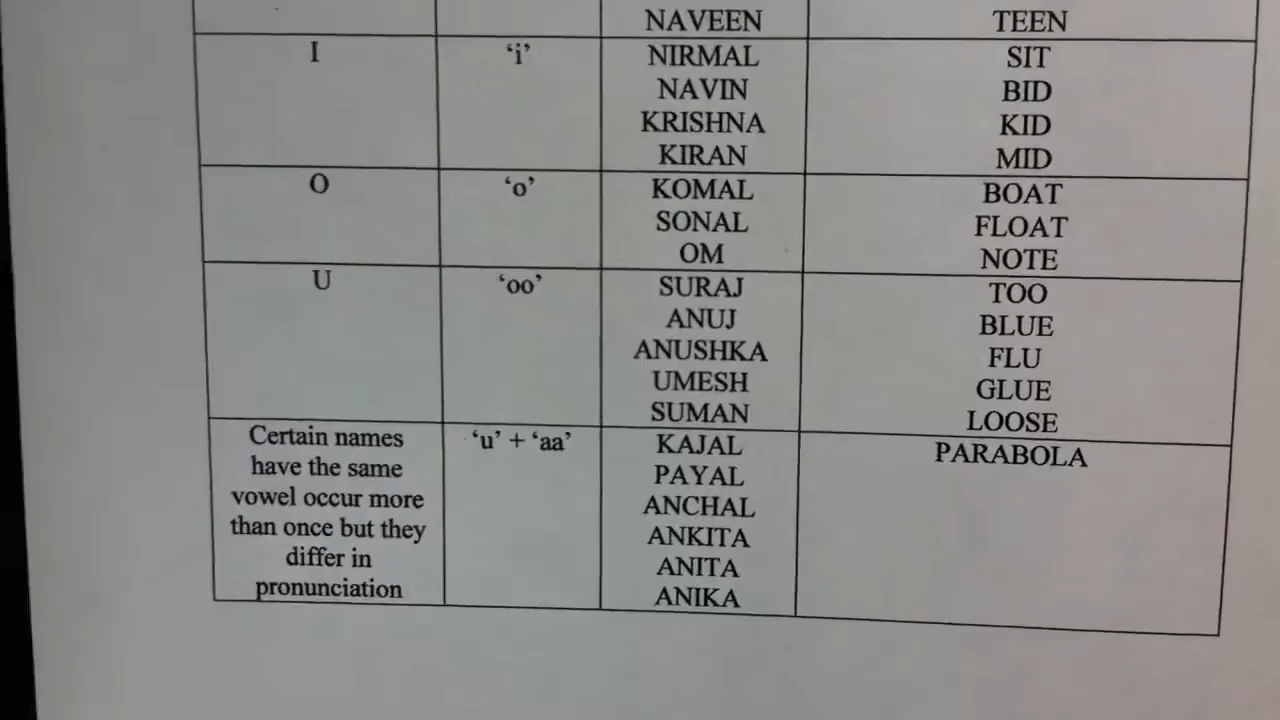 NAVEEN TEEN
I ‘i’ NIRMAL SIT
NAVIN BID
KRISHNA KID
KIRAN MID
O ‘o’ KOMAL BOAT
SONAL FLOAT
OM NOTE
U ‘oo’ SURAJ TOO
ANUJ BLUE
ANUSHKA FLU
UMESH GLUE
SUMAN LOOSE
Certain names ‘u’ + ‘aa’ KAJAL PARABOLA
have the same PAYAL
vowel occur more ANCHAL
than once but they ANKITA
differ in ANITA
pronunciation ANIKA